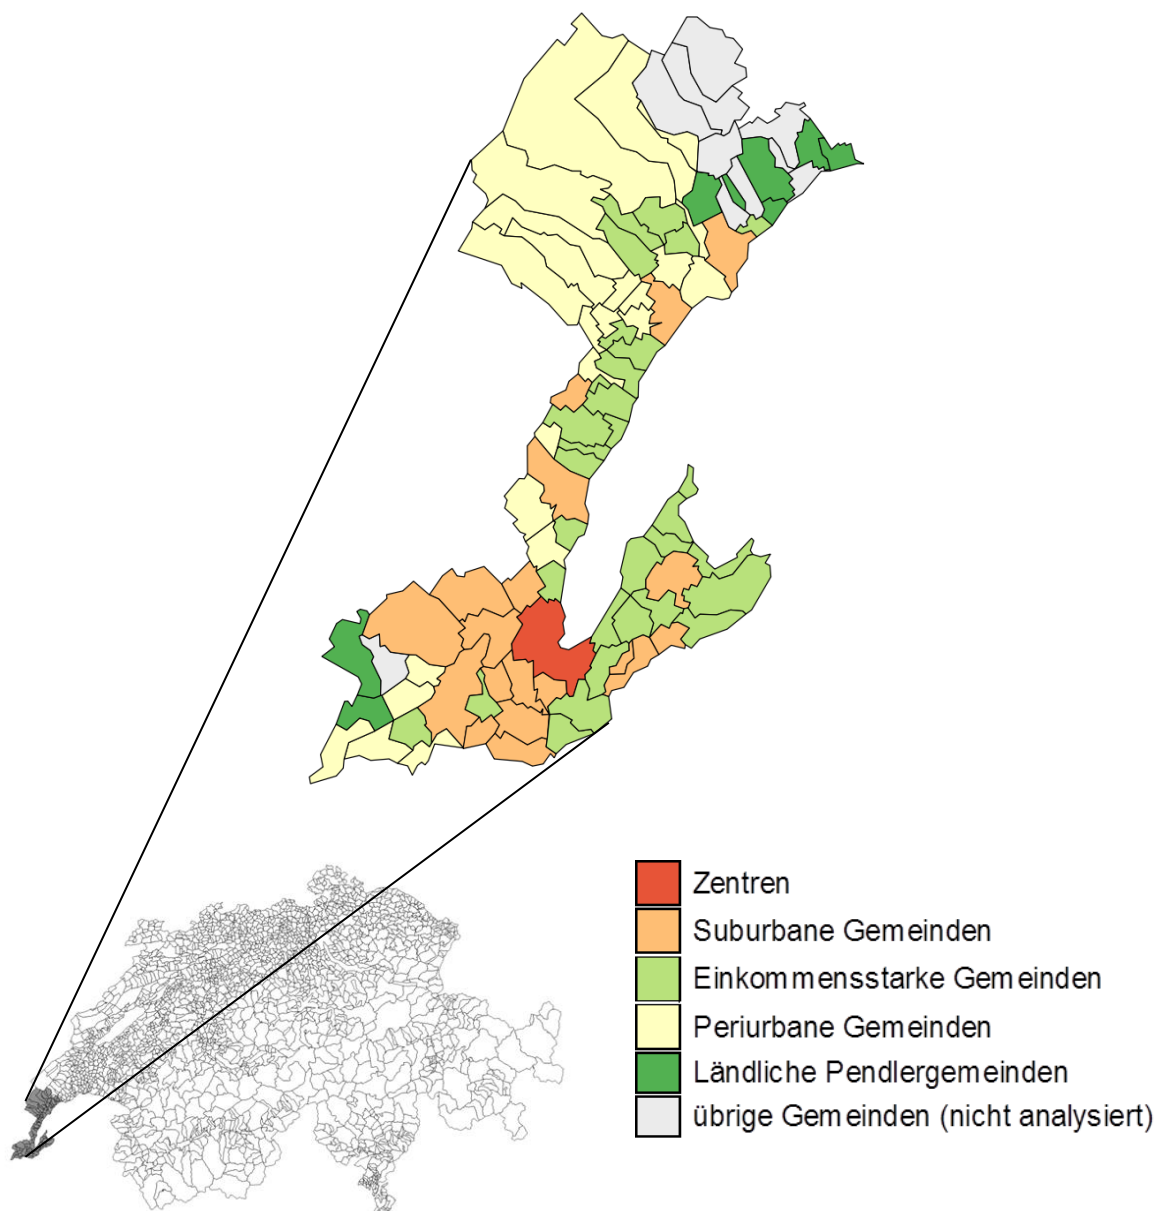 Zentren
Suburbane Gemeinden
Einkommensstarke Gemeinden
Periurbane Gemeinden
Ländliche Pendlergemeinden
übrige Gemeinden (nicht analysiert)